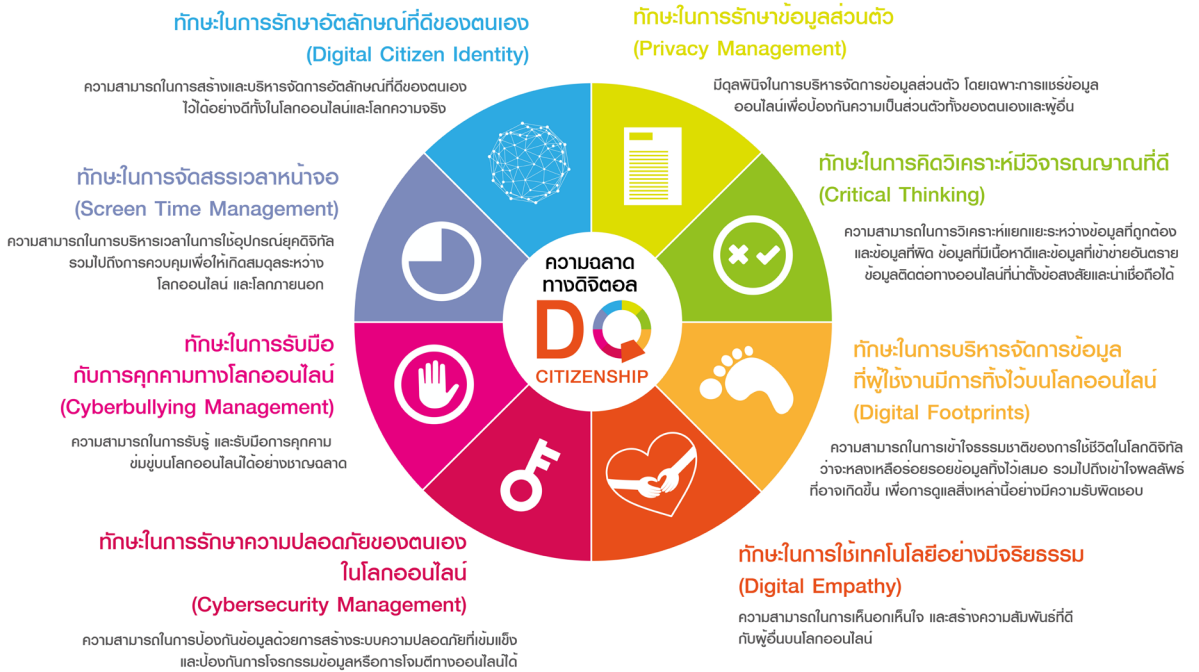 ทักษะในการรักษาอัตลักษณ์ที่ดีของตนเอง
(Digital Citizen Identity)
ความสามารถในการสร้างและบริหารจัดการอัตลักษณ์ที่ดีของตนเอง
ไว้ได้อย่างดีทั้งในโลกออนไลน์และโลกความจริง
ทักษะในการรักษาข้อมูลส่วนตัว
(Privacy Management)
มีดุลพินิจในการบริหารจัดการข้อมูลส่วนตัว โดยเฉพาะการแชร์ข้อมูล
ออนไลน์เพื่อป้องกันความเป็นส่วนตัวทั้งของตนเองและผู้อื่น
ทักษะในการจัดสรรเวลาหน้าจอ
(Screen Time Management)
ความสามารถในการบริหารเวลาในการใช้อุปกรณ์ยุคดิจิทัล
รวมไปถึงการควบคุมเพื่อให้เกิดสมดุลระหว่าง
โลกออนไลน์ และโลกภายนอก
ทักษะในการคิดวิเคราะห์มีวิจารณญาณที่ดี
(Critical Thinking)
ความสามารถในการวิเคราะห์แยกแยะระหว่างข้อมูลที่ถูกต้อง
และข้อมูลที่ผิด ข้อมูลที่มีเนื้อหาดีและข้อมูลที่เข้าข่ายอันตราย
ข้อมูลติดต่อทางออนไลน์ที่น่าตั้งข้อสงสัยและน่าเชื่อถือได้
ความฉลาด
ทางดิจิตอล
DQ
CITIZENSHIP
ทักษะในการรับมือ
กับการคุกคามทางโลกออนไลน์
(Cyberbullying Management)
ความสามารถในการรับรู้ และรับมือการคุกคาม
ข่มขู่บนโลกออนไลน์ได้อย่างชาญฉลาด
ทักษะในการบริหารจัดการข้อมูล
ที่ผู้ใช้งานมีการทิ้งไว้บนโลกออนไลน์
(Digital Footprints)
ความสามารถในการเข้าใจธรรมชาติของการใช้ชีวิตในโลกดิจิทัล
ว่าจะหลงเหลือร่อยรอยข้อมูลทิ้งไว้เสมอ รวมไปถึงเข้าใจผลลัพธ์
ที่อาจเกิดขึ้น เพื่อการดูแลสิ่งเหล่านี้อย่างมีความรับผิดชอบ
ทักษะในการรักษาความปลอดภัยของตนเอง
ในโลกออนไลน์
(Cybersecurity Management)
ความสามารถในการป้องกันข้อมูลด้วยการสร้างระบบความปลอดภัยที่เข้มแข็ง
และป้องกันการโจรกรรมข้อมูลหรือการโจมตีทางออนไลน์ได้
ทักษะในการใช้เทคโนโลยีอย่างมีจริยธรรม
(Digital Empathy)
ความสามารถในการเห็นอกเห็นใจ และสร้างความสัมพันธ์ที่ดี
กับผู้อื่นบนโลกออนไลน์